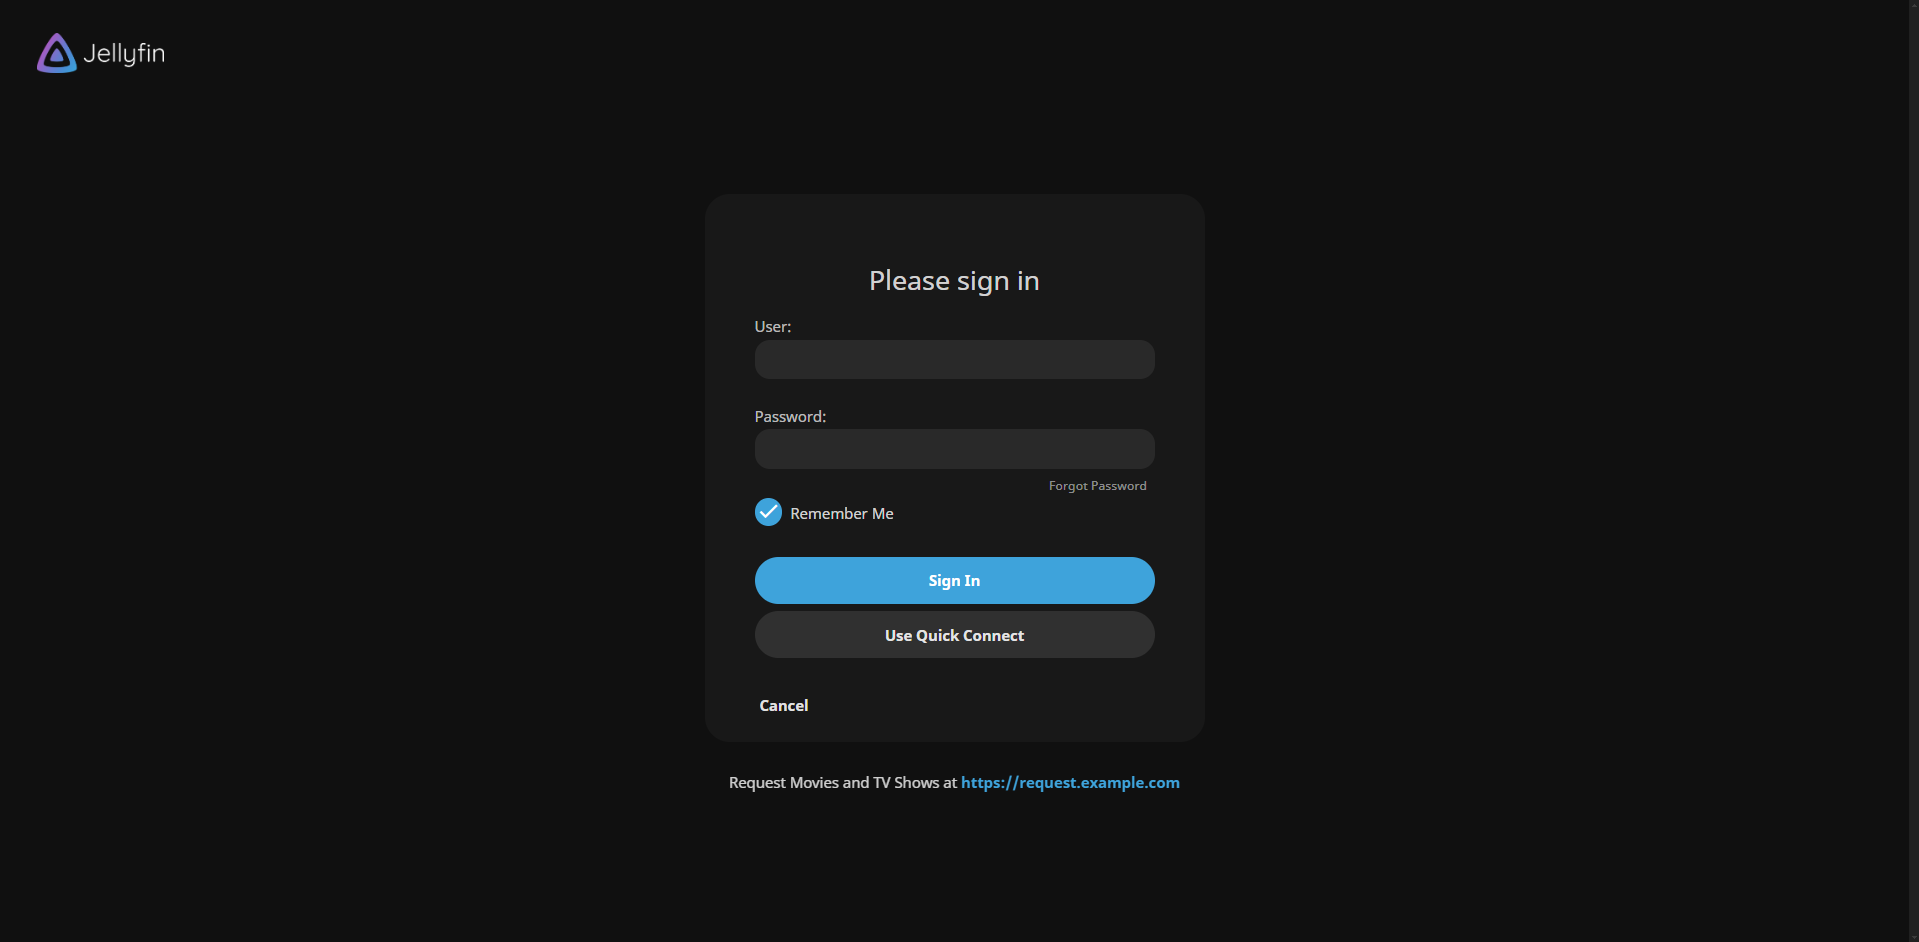 Jellyfin
Please sign in
User:
Password:
Forgot Password
Remember Me
Sign In
Use Quick Connect
Cancel
Request Movies and TV Shows at https://request.example.com